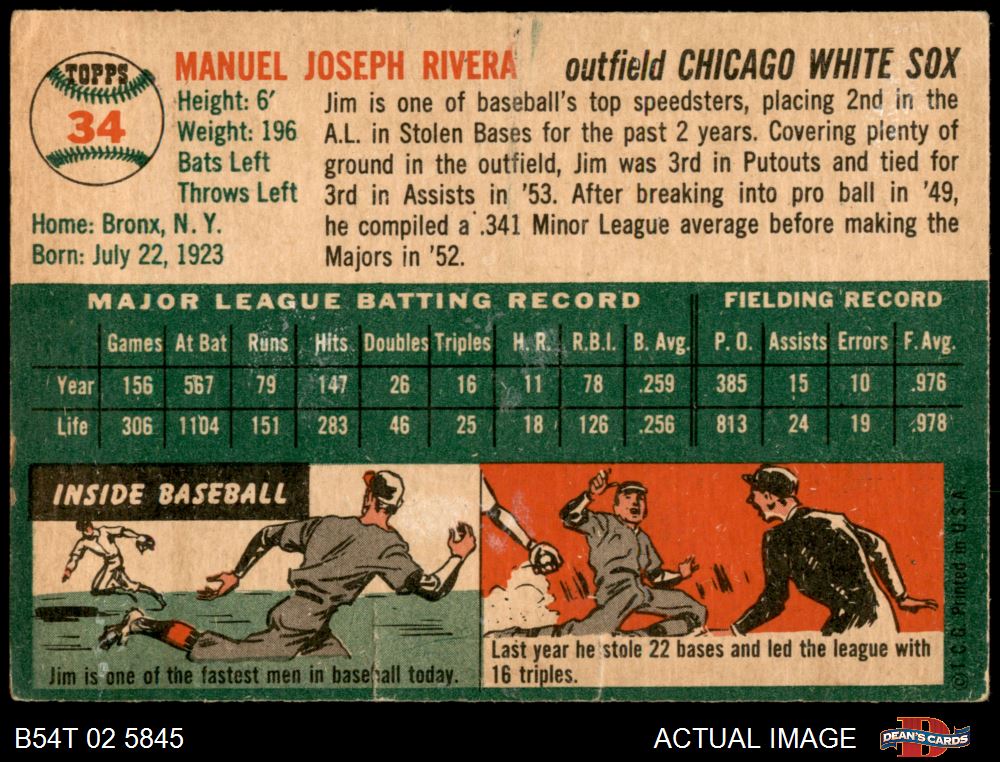 TOPPS
34
MANUEL JOSEPH RIVERA
outfield CHICAGO WHITE SOX
Height: 6'
Weight: 196
Bats Left
Throws Left
Home: Bronx, N. Y.
Born: July 22, 1923
Jim is one of baseball's top speedsters, placing 2nd in the
A.L. in Stolen Bases for the past 2 years. Covering plenty of
ground in the outfield, Jim was 3rd in Putouts and tied for
3rd in Assists in '53. After breaking into pro ball in '49,
he compiled a .341 Minor League average before making the
Majors in '52.
MAJOR LEAGUE BATTING RECORD FIELDING RECORD
Games At Bat Runs Hits Doubles Triples H. R. R.B.I. B. Avg. P. O. Assists Errors F. Avg.
Year 156 567 79 147 26 16 11 78 .259 385 15 10 .976
Life 306 1104 151 283 46 25 18 126 .256 813 24 19 .978
INSIDE BASEBALL
Jim is one of the fastest men in baseball today.
Last year he stole 22 bases and led the league with
16 triples.
© T. C. G. Printed in U.S.A.
B54T 02 5845
ACTUAL IMAGE
D
DEAN'S CARDS